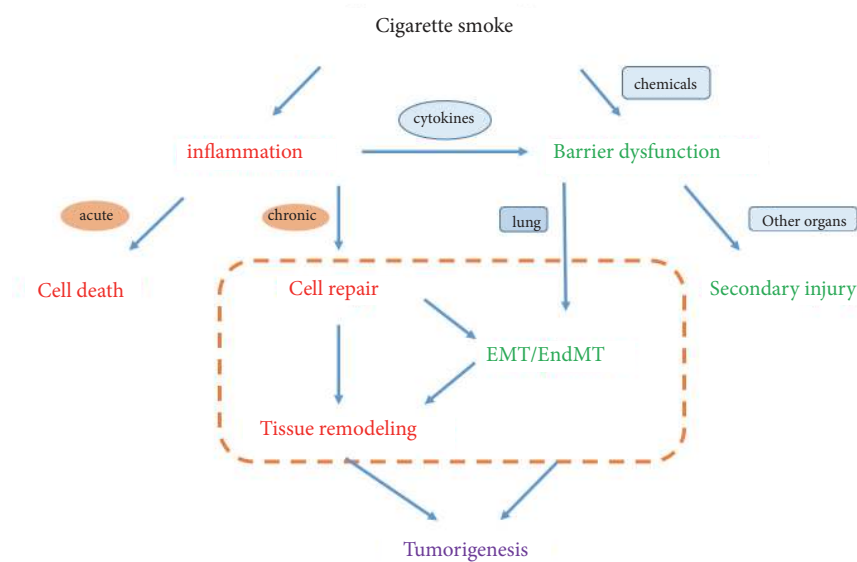 Cigarette smoke
chemicals
cytokines
inflammation
Barrier dysfunction
acute
chronic
lung
Other organs
Cell death
Cell repair
Secondary injury
EMT/EndMT
Tissue remodeling
Tumorigenesis